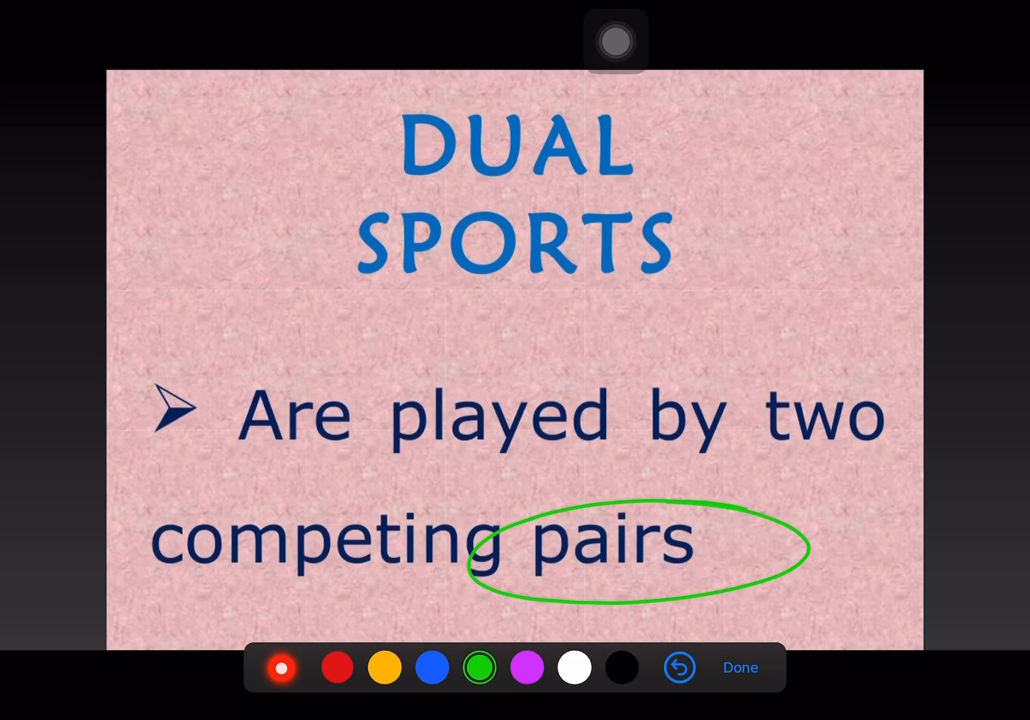 DUAL
SPORTS
➢ Are played by two
competing pairs
Done